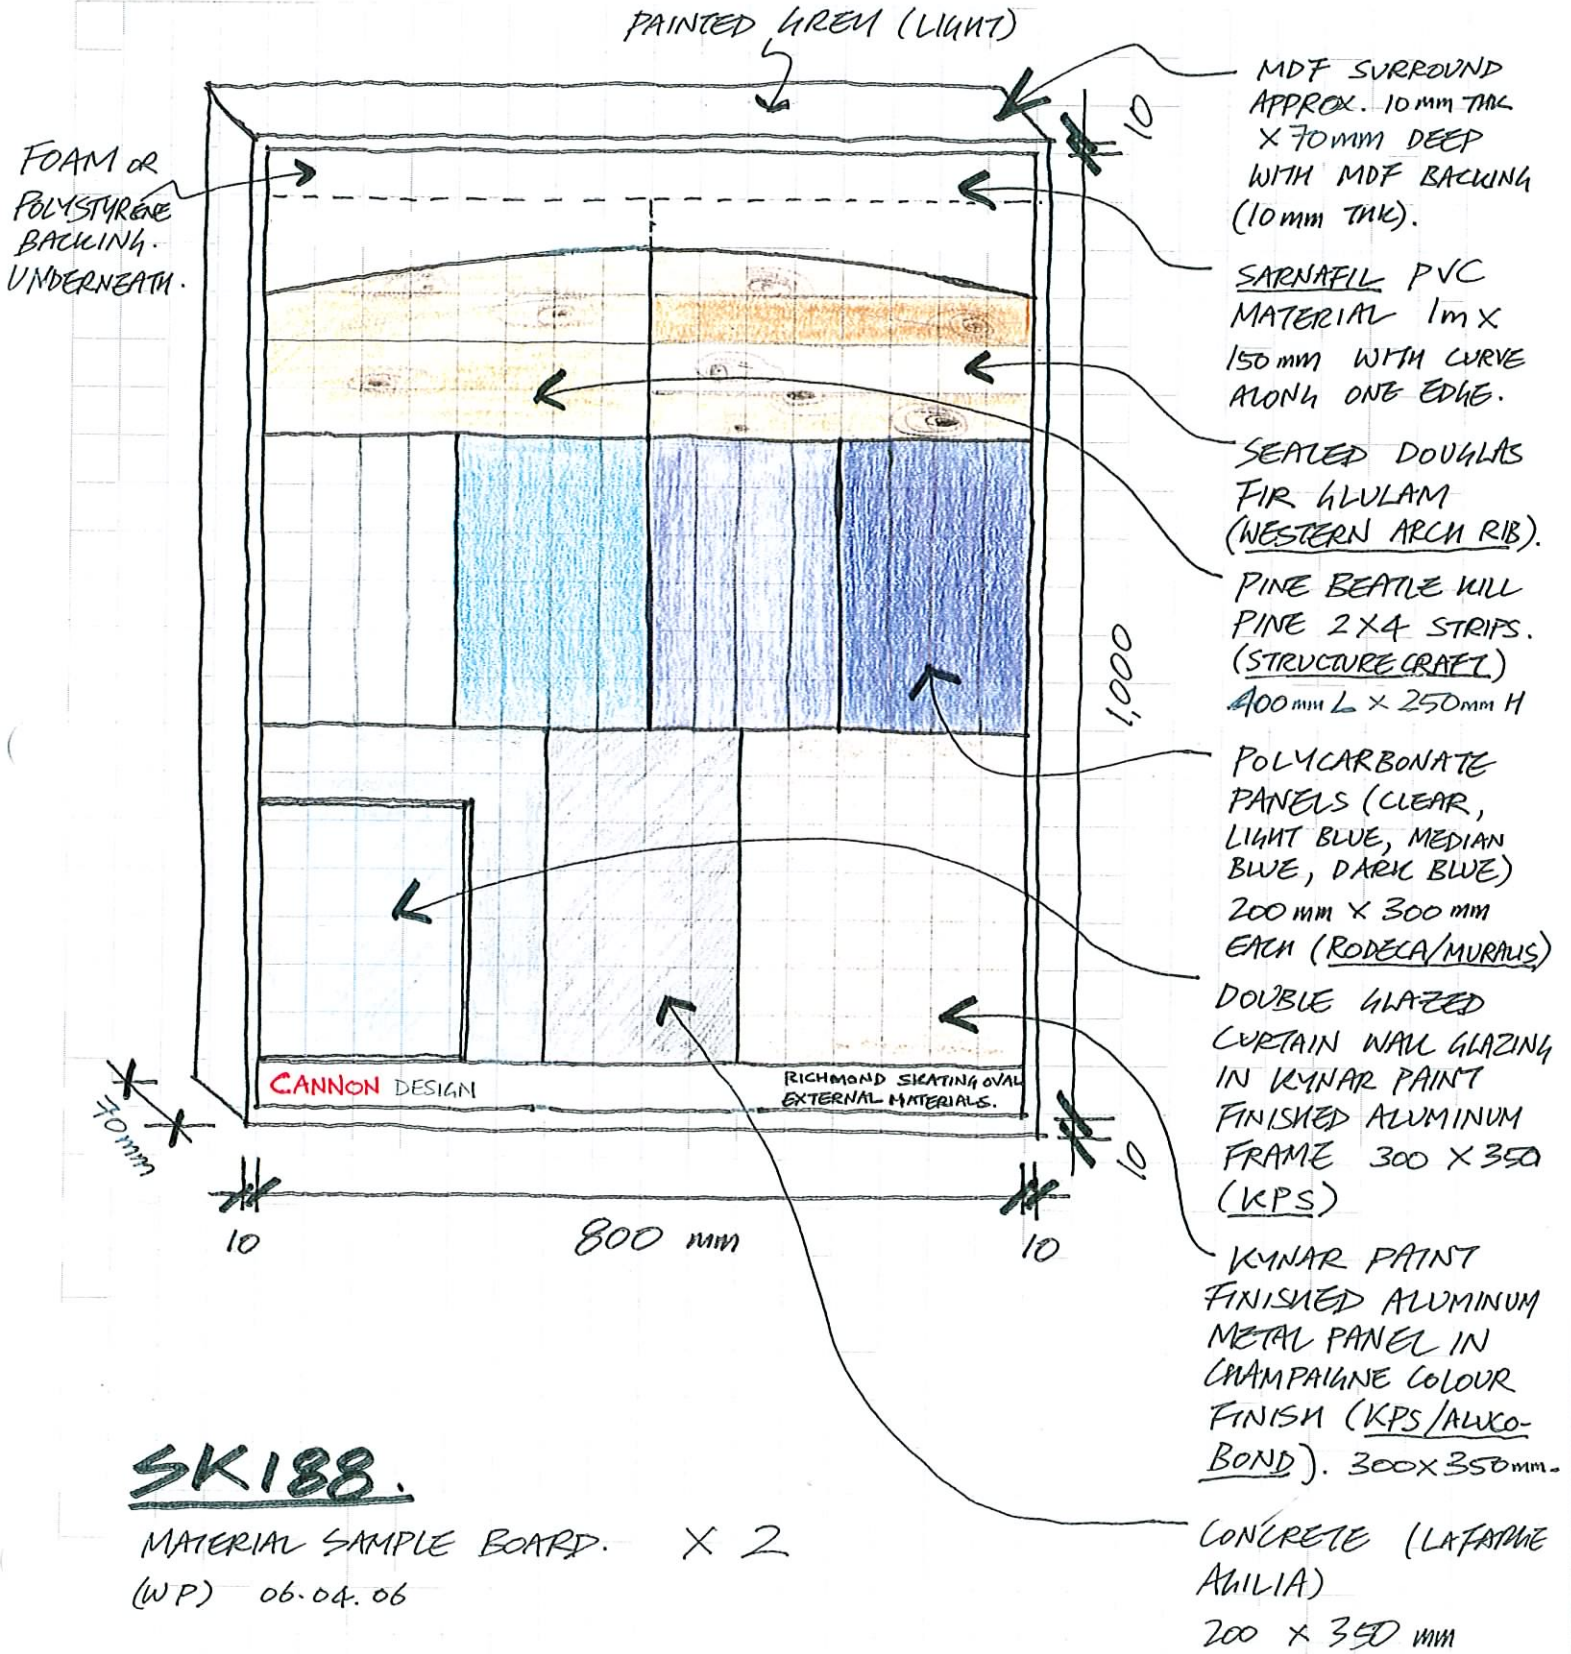 PAINTED GREY (LIGHT)
FOAM OR
POLYSTYRENE
BACKING.
UNDERNEATH.
MDF SURROUND
APPROX. 10mm THK
X 70mm DEEP
WITH MDF BACKING
(10mm THK).
SARNAFIL PVC
MATERIAL 1m X
150mm WITH CURVE
ALONG ONE EDGE.
SEALED DOUGLAS
FIR GLULAM
(WESTERN ARCH RIB).
PINE BEATLE KILL
PINE 2X4 STRIPS.
(STRUCTURE CRAFT)
400mm L X 250mm H
POLYCARBONATE
PANELS (CLEAR,
LIGHT BLUE, MEDIAN
BLUE, DARK BLUE)
200mm X 300mm
EACH (RODECA/MURALIS)
DOUBLE GLAZED
CURTAIN WALL GLAZING
IN KYNAR PAINT
FINISHED ALUMINUM
FRAME 300 X 350
(KPS)
KYNAR PAINT
FINISHED ALUMINUM
METAL PANEL IN
CHAMPAIGNE COLOUR
FINISH (KPS/ALUCO-
BOND). 300X350mm.
CONCRETE (LAFARGE
AGILIA)
200 X 350 mm
10
1,000
10
CANNON DESIGN
RICHMOND SKATING OVAL
EXTERNAL MATERIALS.
70mm
10
800 mm
10
SK188.
MATERIAL SAMPLE BOARD. X 2
(WP) 06.04.06